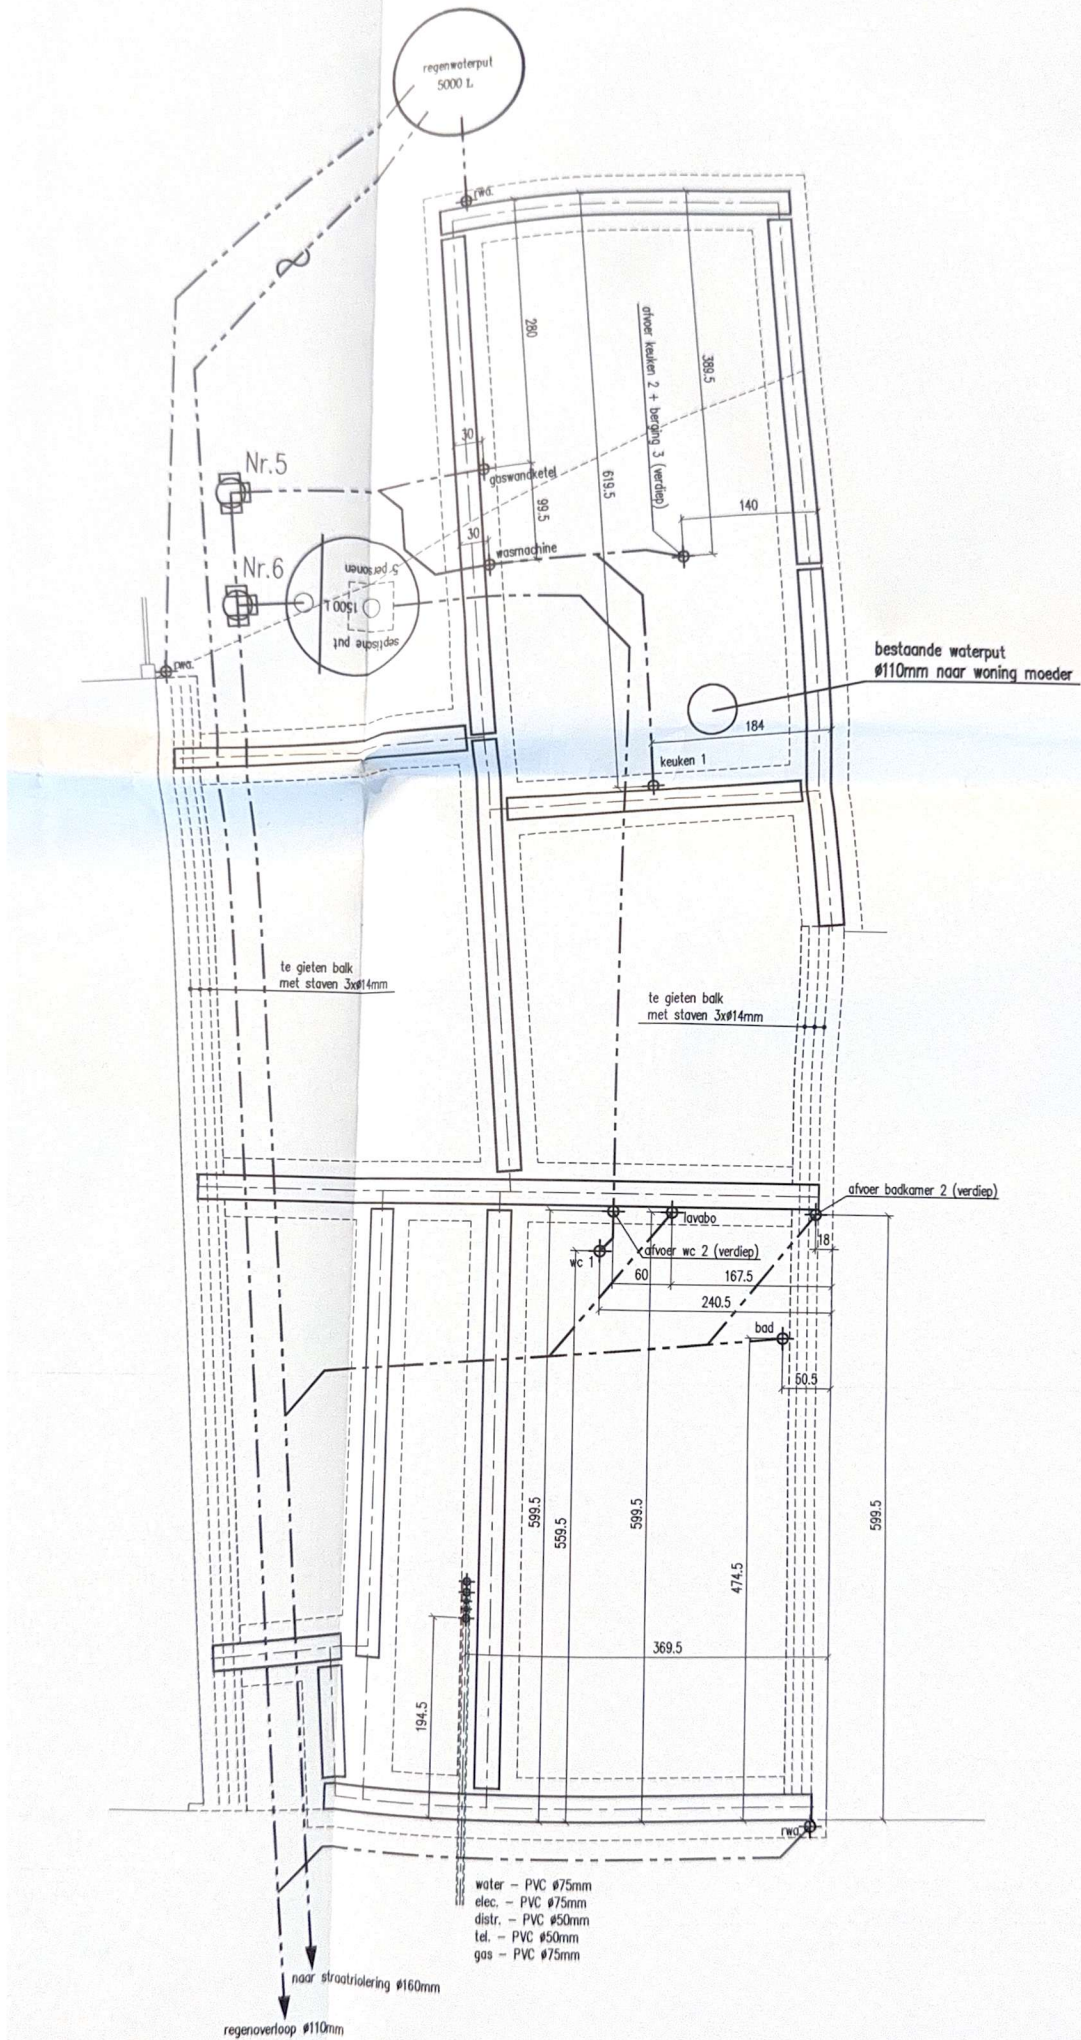 regenwaterput
5000 L
rwa.
280
afvoer keuken 2 + berging 3 (verdiep)
389.5
30
Nr.5
gaswandketel
619.5
99.5
140
30
wasmachine
Nr.6
5 personen
1500 L
septische put
rwa.
bestaande waterput
ø110mm naar woning moeder
184
keuken 1
te gieten balk
met staven 3xø14mm
te gieten balk
met staven 3xø14mm
afvoer badkamer 2 (verdiep)
lavabo
18
afvoer wc 2 (verdiep)
wc 1
60
167.5
240.5
bad
50.5
599.5
559.5
599.5
474.5
599.5
369.5
194.5
rwa
water - PVC ø75mm
elec. - PVC ø75mm
distr. - PVC ø50mm
tel. - PVC ø50mm
gas - PVC ø75mm
naar straatriolering ø160mm
regenoverloop ø110mm